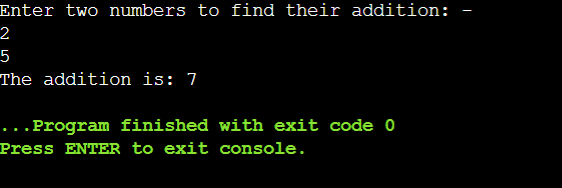 Enter two numbers to find their addition: -
2
5
The addition is: 7
...Program finished with exit code 0
Press ENTER to exit console.